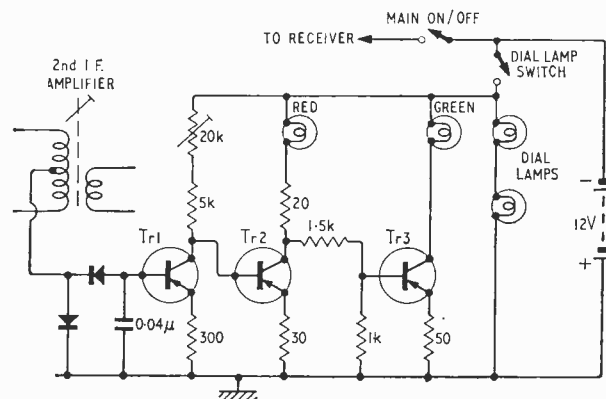 MAIN ON/OFF
TO RECEIVER
DIAL LAMP
SWITCH
2nd I.F.
AMPLIFIER
RED
GREEN
20k
DIAL
LAMPS
5k
20
1·5k
Tr1
Tr2
Tr3
−
12V
+
0·04μ
300
30
1k
50